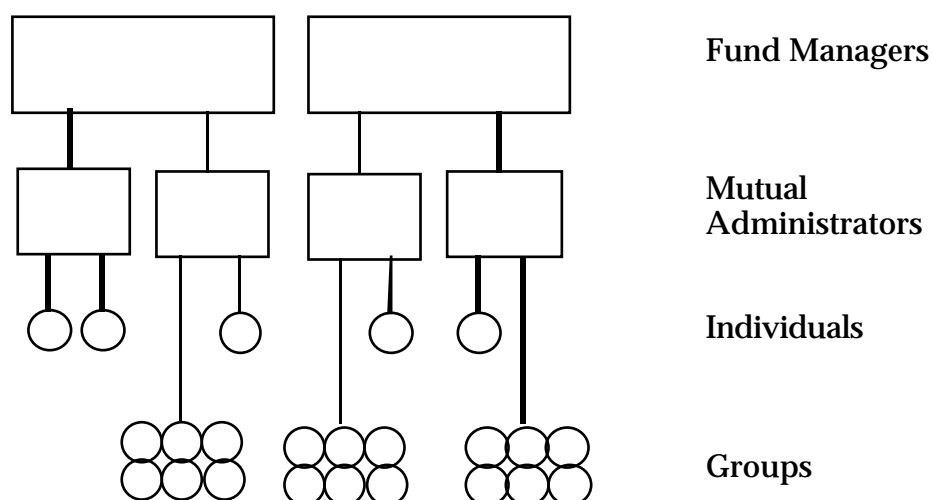 Fund Managers
Mutual
Administrators
Individuals
Groups